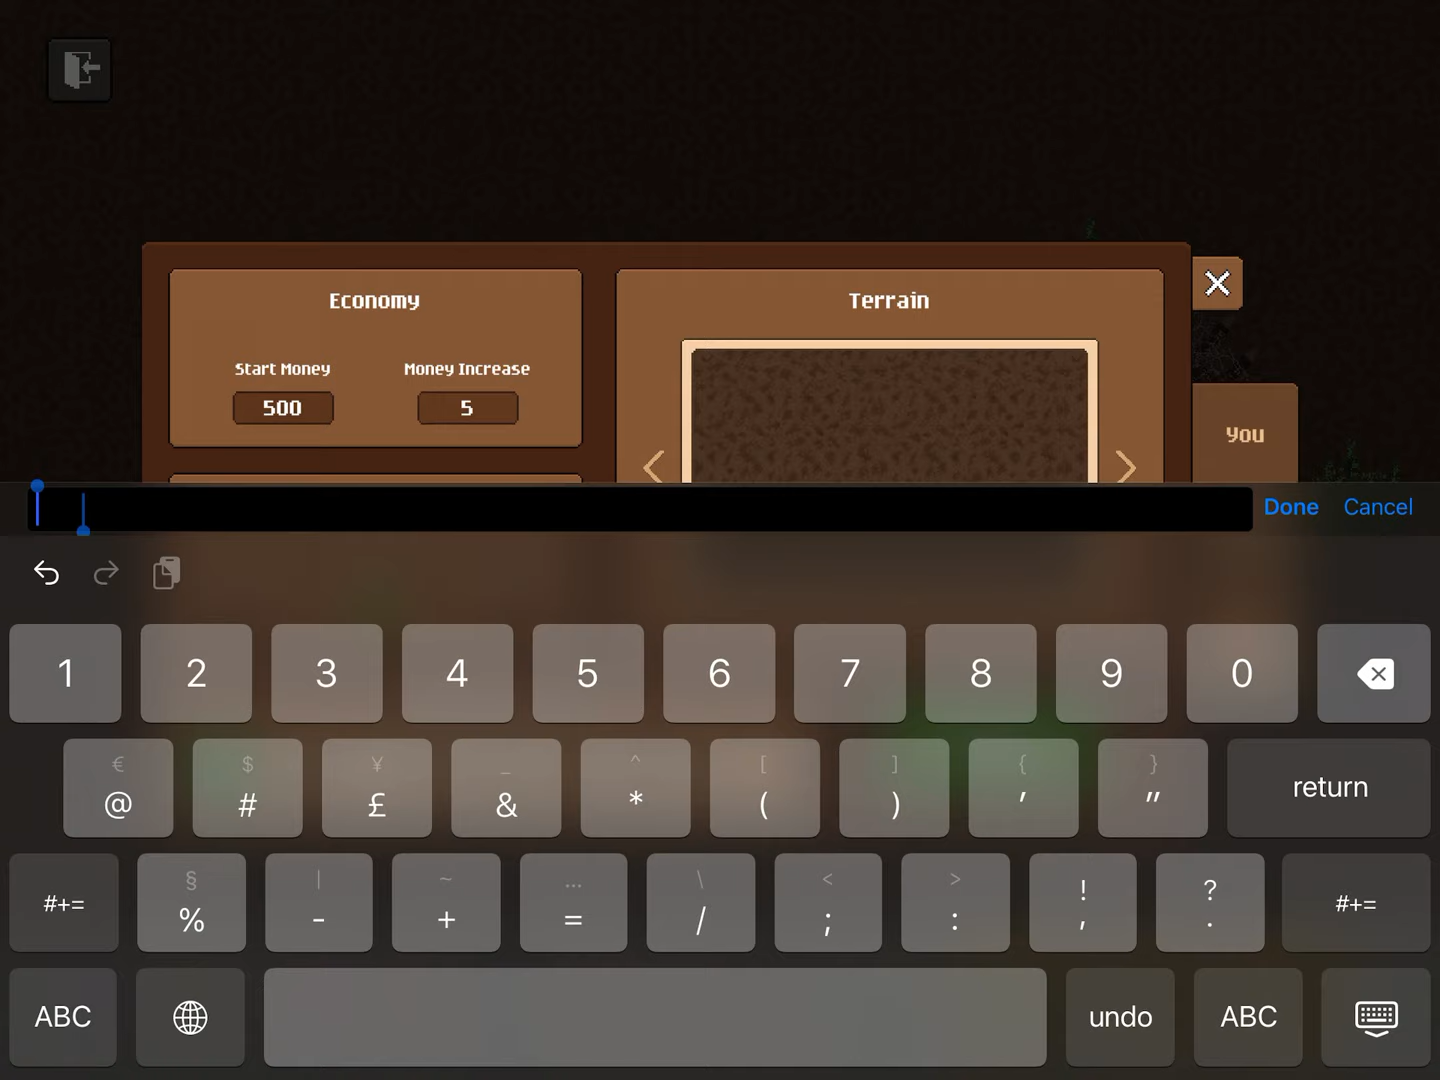 Economy
Terrain
Start Money
Money Increase
500
5
You
Done
Cancel
1 2 3 4 5 6 7 8 9 0
€ $ ¥ _ ^ [ ] { }
@ # £ & * ( ) ' "
return
§ | ~ … \ < > ! ?
#+= % - + = / ; : , . #+=
ABC
undo
ABC